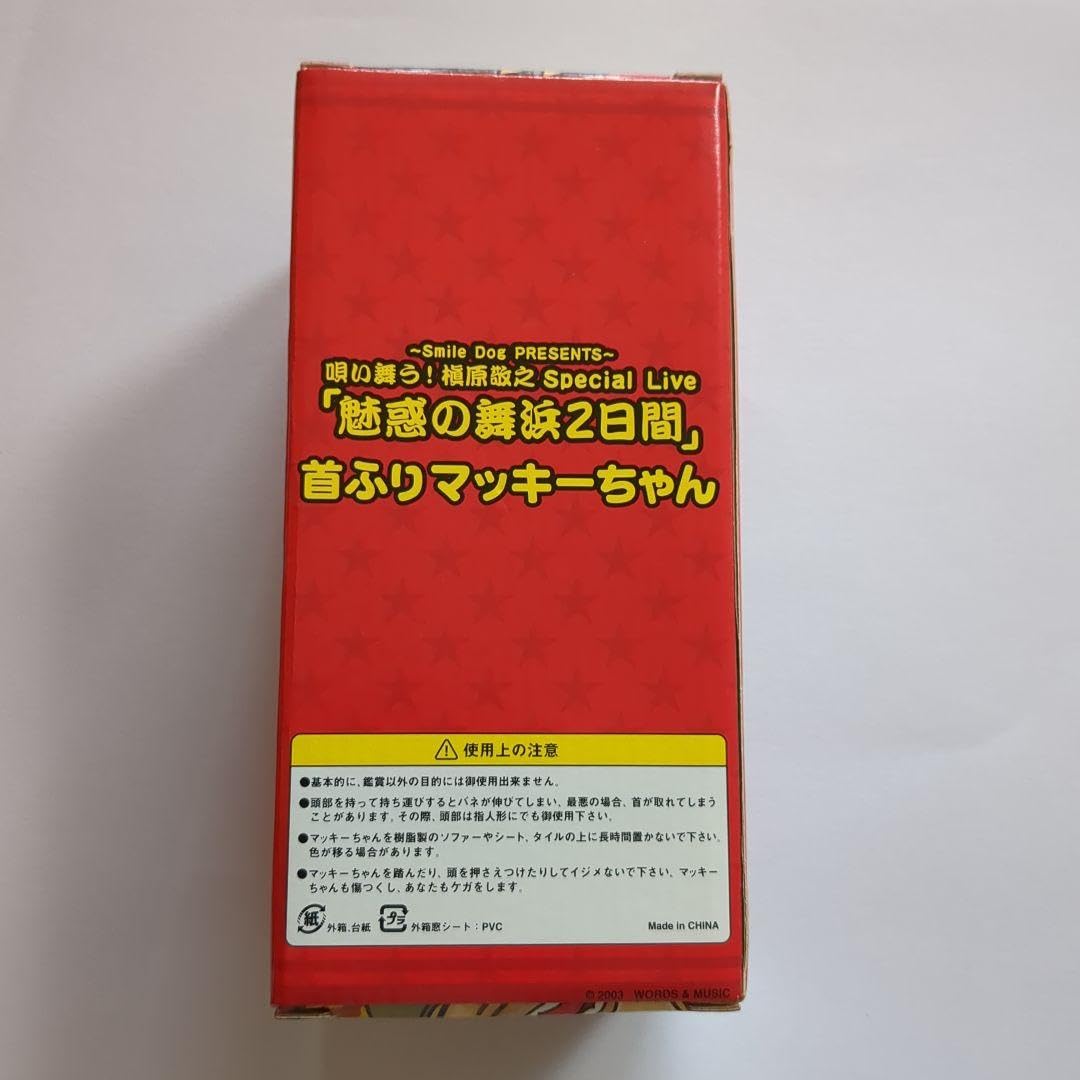 ~Smile Dog PRESENTS~
唄い舞う!槇原敬之 Special Live
「魅惑の舞浜2日間」
首ふりマッキーちゃん
⚠ 使用上の注意
●基本的に、鑑賞以外の目的には御使用出来ません。
●頭部を持って持ち運びするとバネが伸びてしまい、最悪の場合、首が取れてしまう
ことがあります。その際、頭部は指人形にでも御使用下さい。
●マッキーちゃんを樹脂製のソファーやシート、タイルの上に長時間置かないで下さい。
色が移る場合があります。
●マッキーちゃんを踏んだり、頭を押さえつけたりしてイジメないで下さい、マッキー
ちゃんも傷つくし、あなたもケガをします。
紙 外箱、台紙 プラ 外箱窓シート:PVC Made in CHINA
© 2003 WORDS & MUSIC